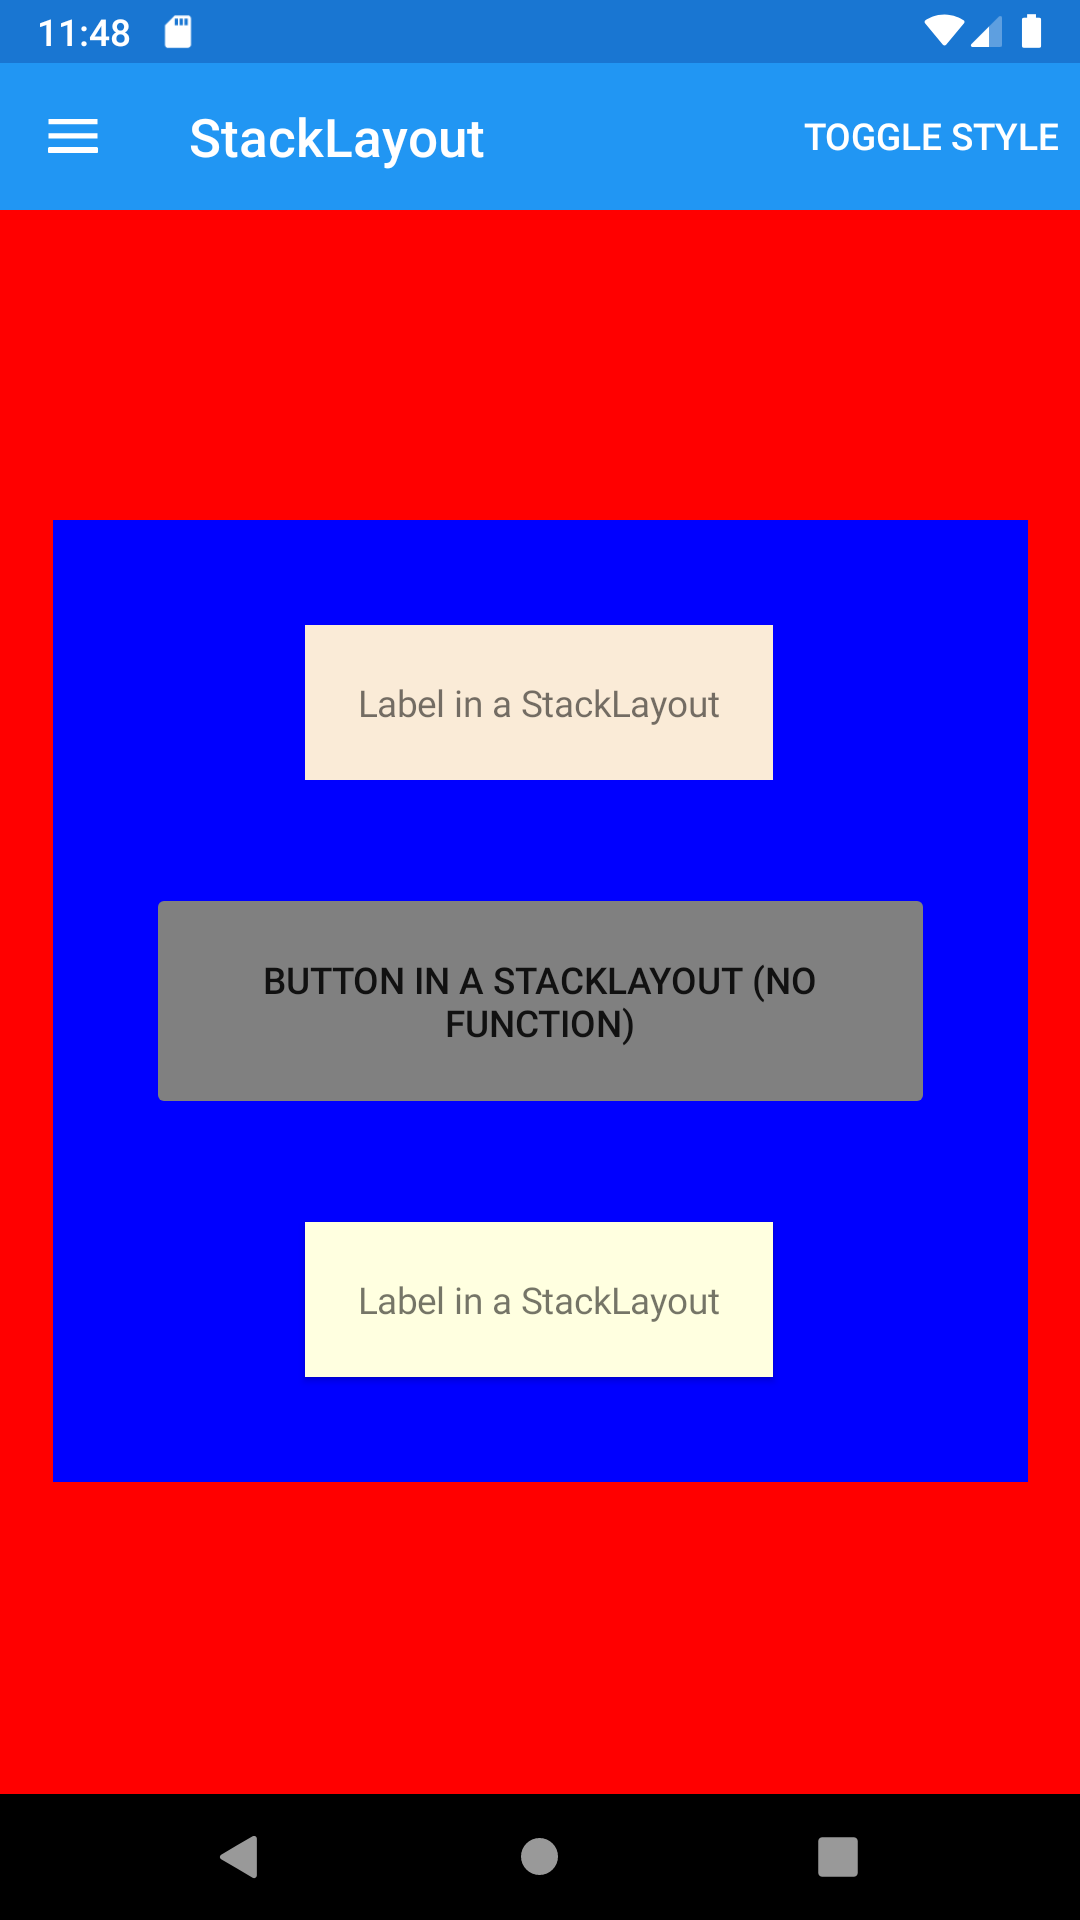 11:48
StackLayout
TOGGLE STYLE
Label in a StackLayout
BUTTON IN A STACKLAYOUT (NO
FUNCTION)
Label in a StackLayout